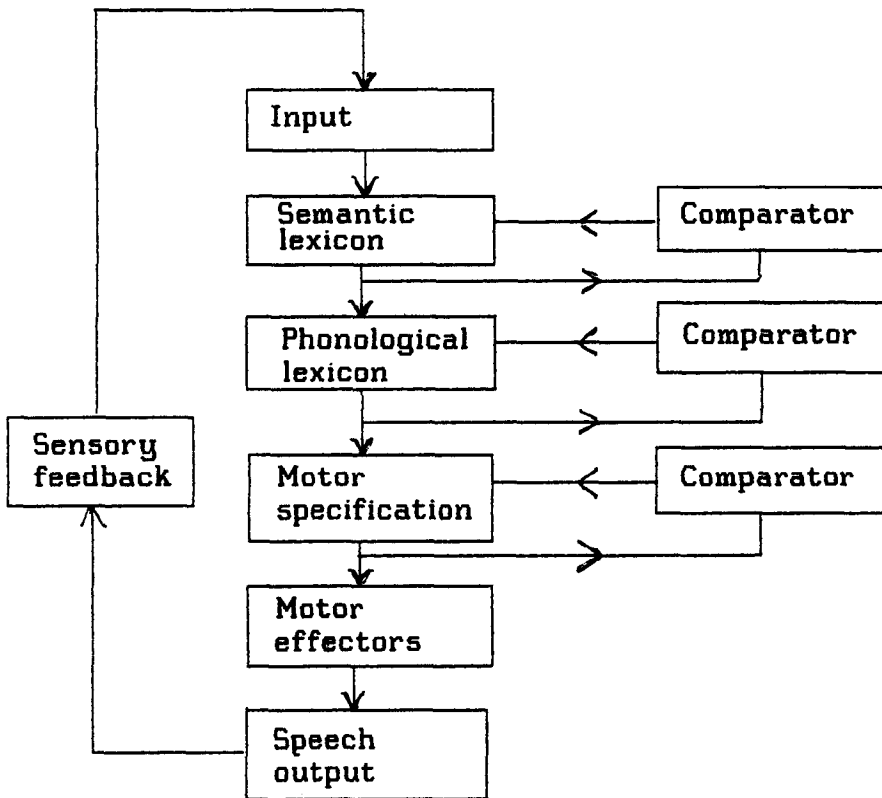 Input
Semantic
lexicon
Comparator
Phonological
lexicon
Comparator
Sensory
feedback
Motor
specification
Comparator
Motor
effectors
Speech
output